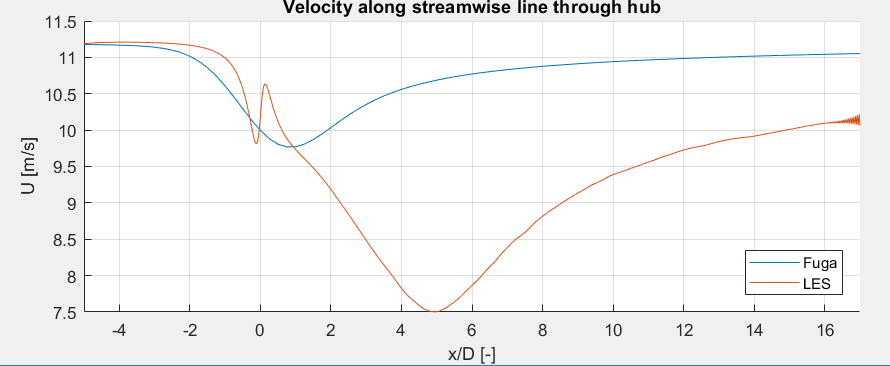 Velocity along streamwise line through hub
11.5
11
10.5
10
9.5
9
8.5
8
7.5
U [m/s]
-4 -2 0 2 4 6 8 10 12 14 16
x/D [-]
Fuga
LES